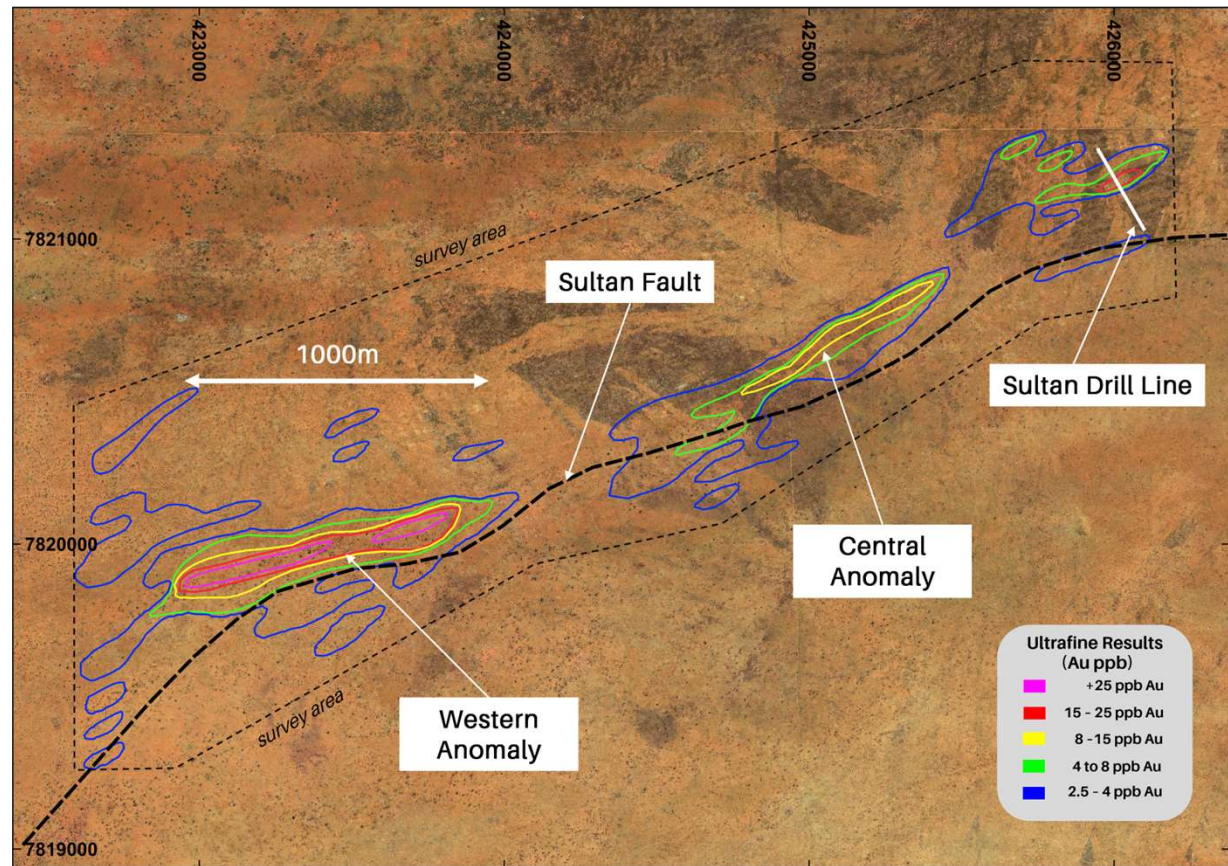 423000
424000
425000
426000
7821000
survey area
Sultan Fault
1000m
Sultan Drill Line
7820000
Central
Anomaly
Western
Anomaly
survey area
Ultrafine Results
(Au ppb)
+25 ppb Au
15 - 25 ppb Au
8 -15 ppb Au
4 to 8 ppb Au
2.5 - 4 ppb Au
7819000